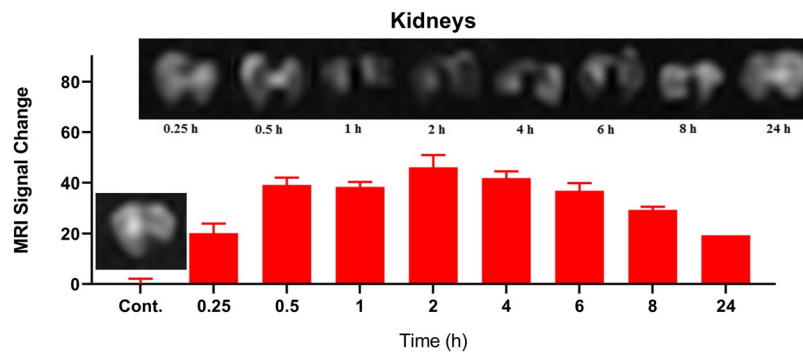 Kidneys
0.25 h 0.5 h 1 h 2 h 4 h 6 h 8 h 24 h
MRI Signal Change
80
60
40
20
0
Cont. 0.25 0.5 1 2 4 6 8 24
Time (h)